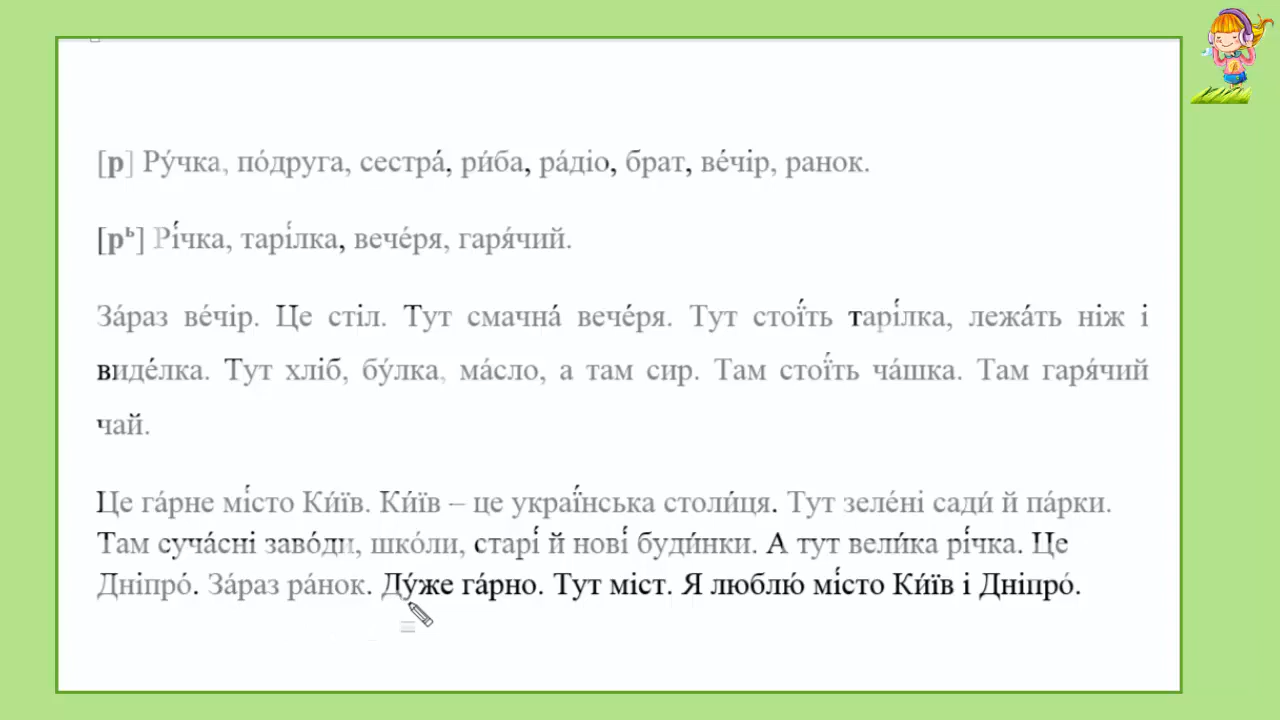 [р] Ру́чка, по́друга, сестра́, ри́ба, ра́діо, брат, ве́чір, ранок.
[рь] Рі́чка, тарі́лка, вече́ря, гаря́чий.
За́раз ве́чір. Це стіл. Тут смачна́ вече́ря. Тут стої́ть тарі́лка, лежа́ть ніж і
виде́лка. Тут хліб, бу́лка, ма́сло, а там сир. Там стої́ть ча́шка. Там гаря́чий
чай.
Це га́рне мі́сто Ки́їв. Ки́їв – це украї́нська столи́ця. Тут зеле́ні сади́ й па́рки.
Там суча́сні заво́ди, шко́ли, старі́ й нові́ буди́нки. А тут вели́ка рі́чка. Це
Дніпро́. За́раз ра́нок. Ду́же га́рно. Тут міст. Я люблю́ мі́сто Ки́їв і Дніпро́.